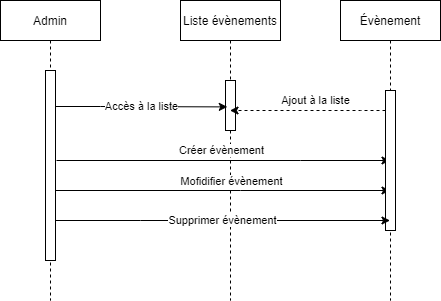 Admin
Liste évènements
Évènement
Accès à la liste
Ajout à la liste
Créer évènement
Mofidifier évènement
Supprimer évènement